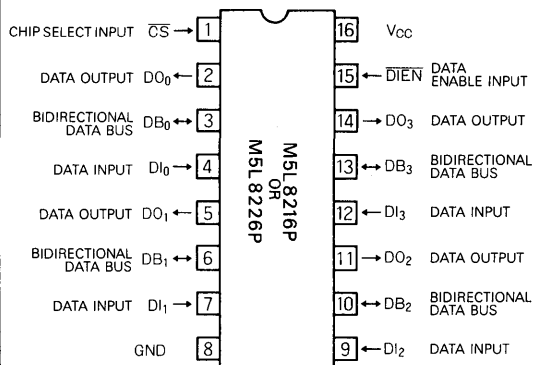 CHIP SELECT INPUT C̅S̅ → 1
DATA OUTPUT DO₀ ← 2
BIDIRECTIONAL
DATA BUS DB₀ ↔ 3
DATA INPUT DI₀ → 4
DATA OUTPUT DO₁ ← 5
BIDIRECTIONAL
DATA BUS DB₁ ↔ 6
DATA INPUT DI₁ → 7
GND 8
M5L8216P
OR
M5L8226P
16 Vcc
15 ← D̅I̅E̅N̅ DATA
ENABLE INPUT
14 → DO₃ DATA OUTPUT
13 ↔ DB₃ BIDIRECTIONAL
DATA BUS
12 ← DI₃ DATA INPUT
11 → DO₂ DATA OUTPUT
10 ↔ DB₂ BIDIRECTIONAL
DATA BUS
9 ← DI₂ DATA INPUT